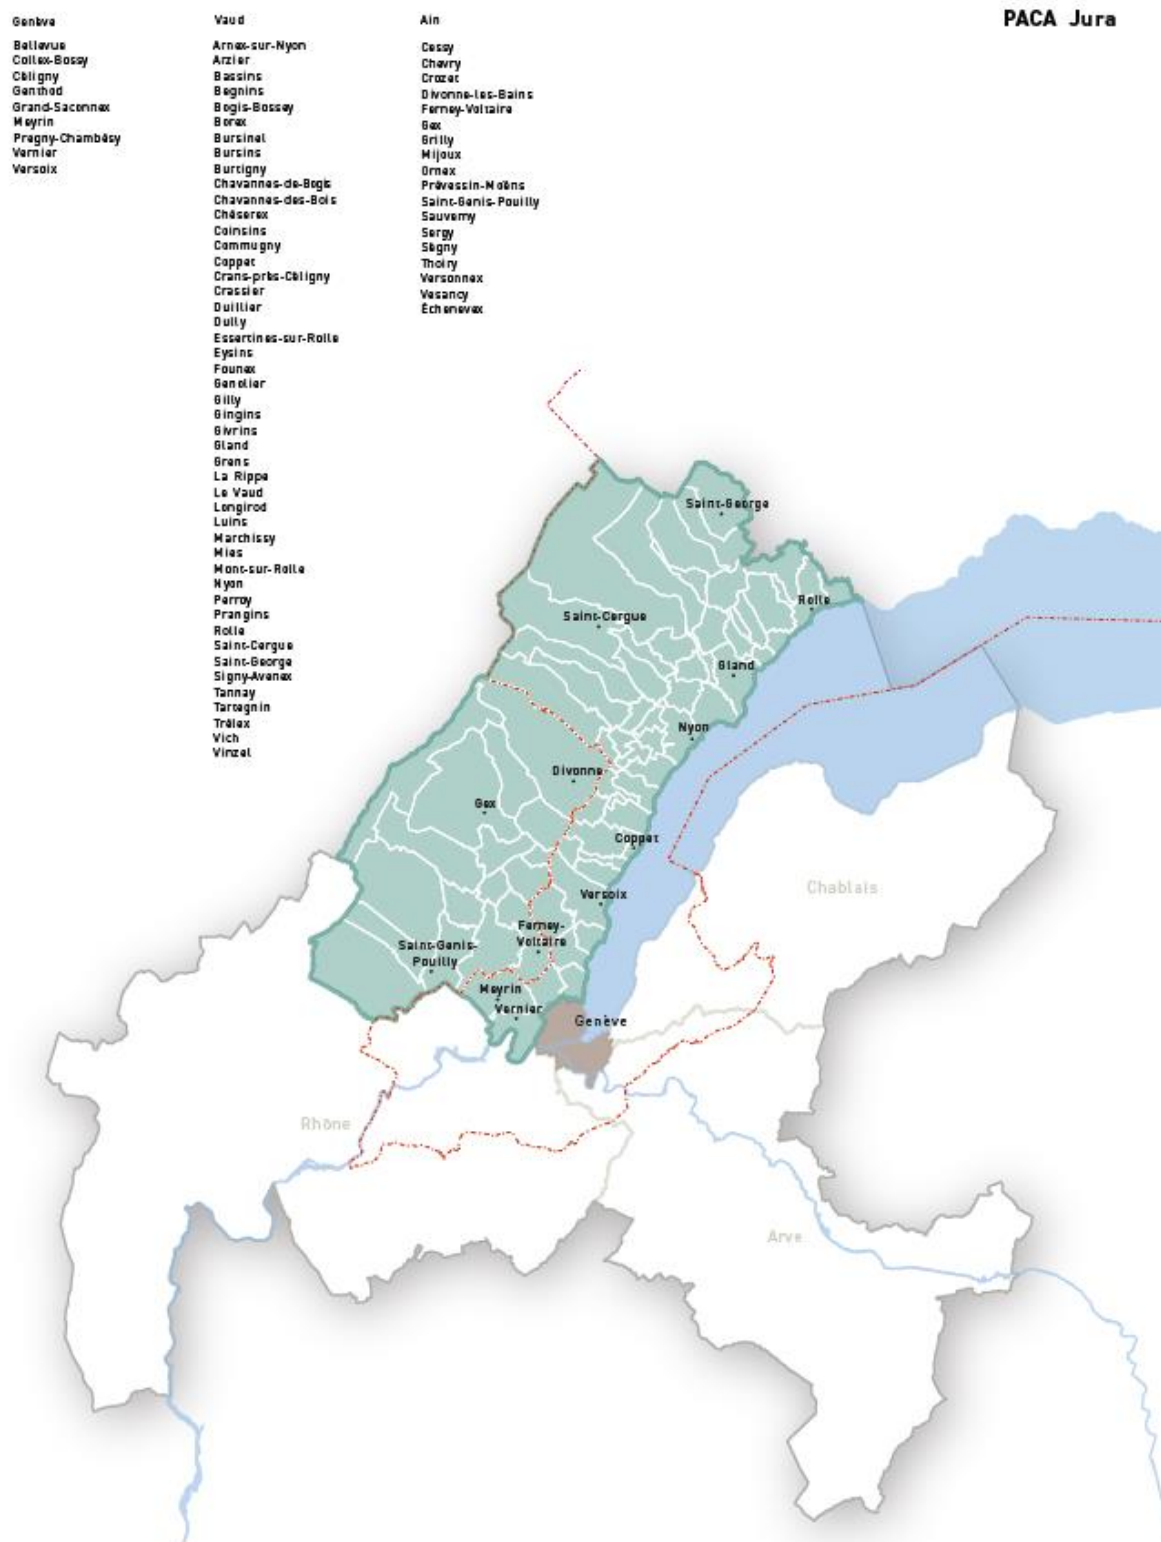 PACA Jura
Genève
Bellevue
Collex-Bossy
Céligny
Genthod
Grand-Saconnex
Meyrin
Pregny-Chambésy
Vernier
Versoix
Vaud
Arnex-sur-Nyon
Arzier
Bassins
Begnins
Bogis-Bossey
Borex
Bursinel
Bursins
Burtigny
Chavannes-de-Bogis
Chavannes-des-Bois
Chéserex
Coinsins
Commugny
Coppet
Crans-près-Céligny
Crassier
Duillier
Dully
Essertines-sur-Rolle
Eysins
Founex
Genolier
Gilly
Gingins
Givrins
Gland
Grens
La Rippe
Le Vaud
Longirod
Luins
Marchissy
Mies
Mont-sur-Rolle
Nyon
Perroy
Prangins
Rolle
Saint-Cergue
Saint-George
Signy-Avenex
Tannay
Tartegnin
Trélex
Vich
Vinzel
Ain
Cessy
Chevry
Crozet
Divonne-les-Bains
Ferney-Voltaire
Gex
Grilly
Mijoux
Ornex
Prévessin-Moëns
Saint-Genis-Pouilly
Sauverny
Sergy
Ségny
Thoiry
Versonnex
Vesancy
Échenevex
Saint-George
Rolle
Saint-Cergue
Gland
Nyon
Divonne
Gex
Coppet
Chablais
Versoix
Ferney-
Voltaire
Saint-Genis-
Pouilly
Meyrin
Vernier
Genève
Rhône
Arve